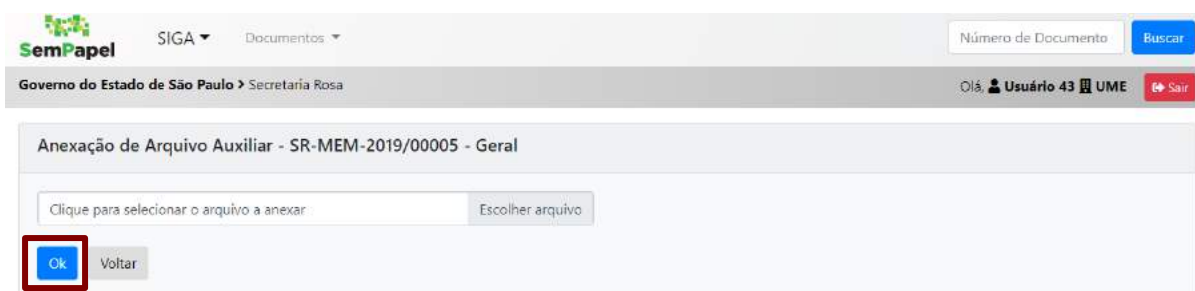 SemPapel SIGA Documentos Número de Documento Buscar
Governo do Estado de São Paulo > Secretaria Rosa Olá, Usuário 43 UME Sair
Anexação de Arquivo Auxiliar - SR-MEM-2019/00005 - Geral
Clique para selecionar o arquivo a anexar Escolher arquivo
Ok Voltar